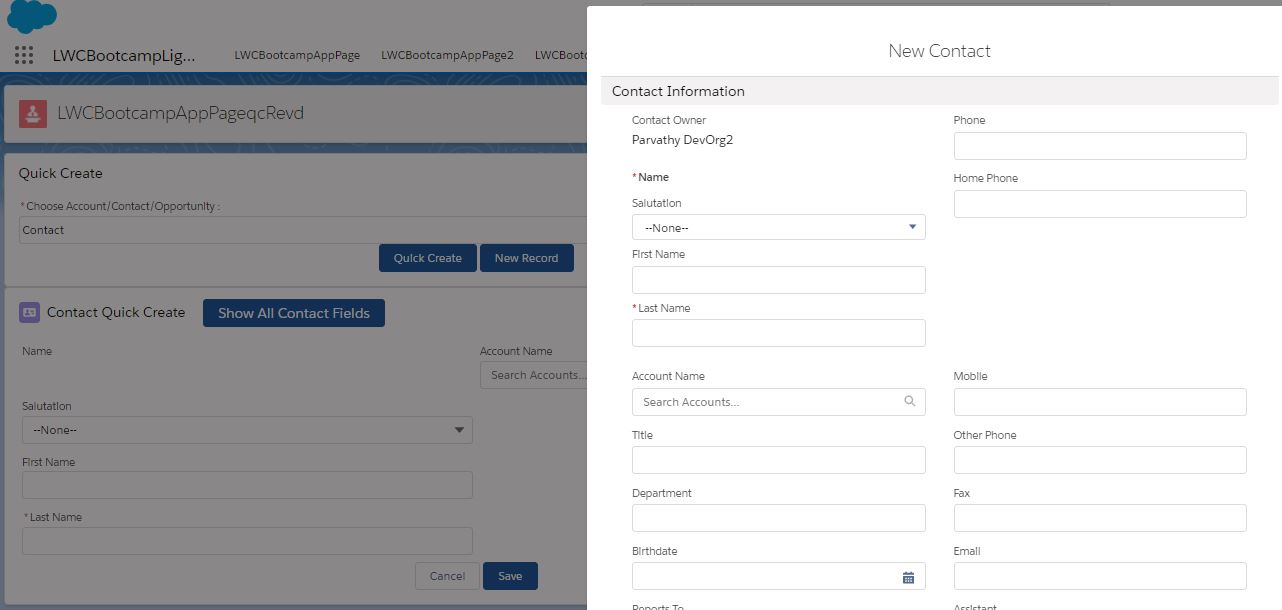 LWCBootcampLig...
LWCBootcampAppPage
LWCBootcampAppPage2
LWCBootc
LWCBootcampAppPageqcRevd
Quick Create
*Choose Account/Contact/Opportunity :
Contact
Quick Create
New Record
Contact Quick Create
Show All Contact Fields
Name
Account Name
Search Accounts...
Salutation
--None--
First Name
*Last Name
Cancel
Save
New Contact
Contact Information
Contact Owner
Parvathy DevOrg2
Phone
*Name
Home Phone
Salutation
--None--
First Name
*Last Name
Account Name
Mobile
Search Accounts...
Title
Other Phone
Department
Fax
Birthdate
Email
Reports To
Assistant